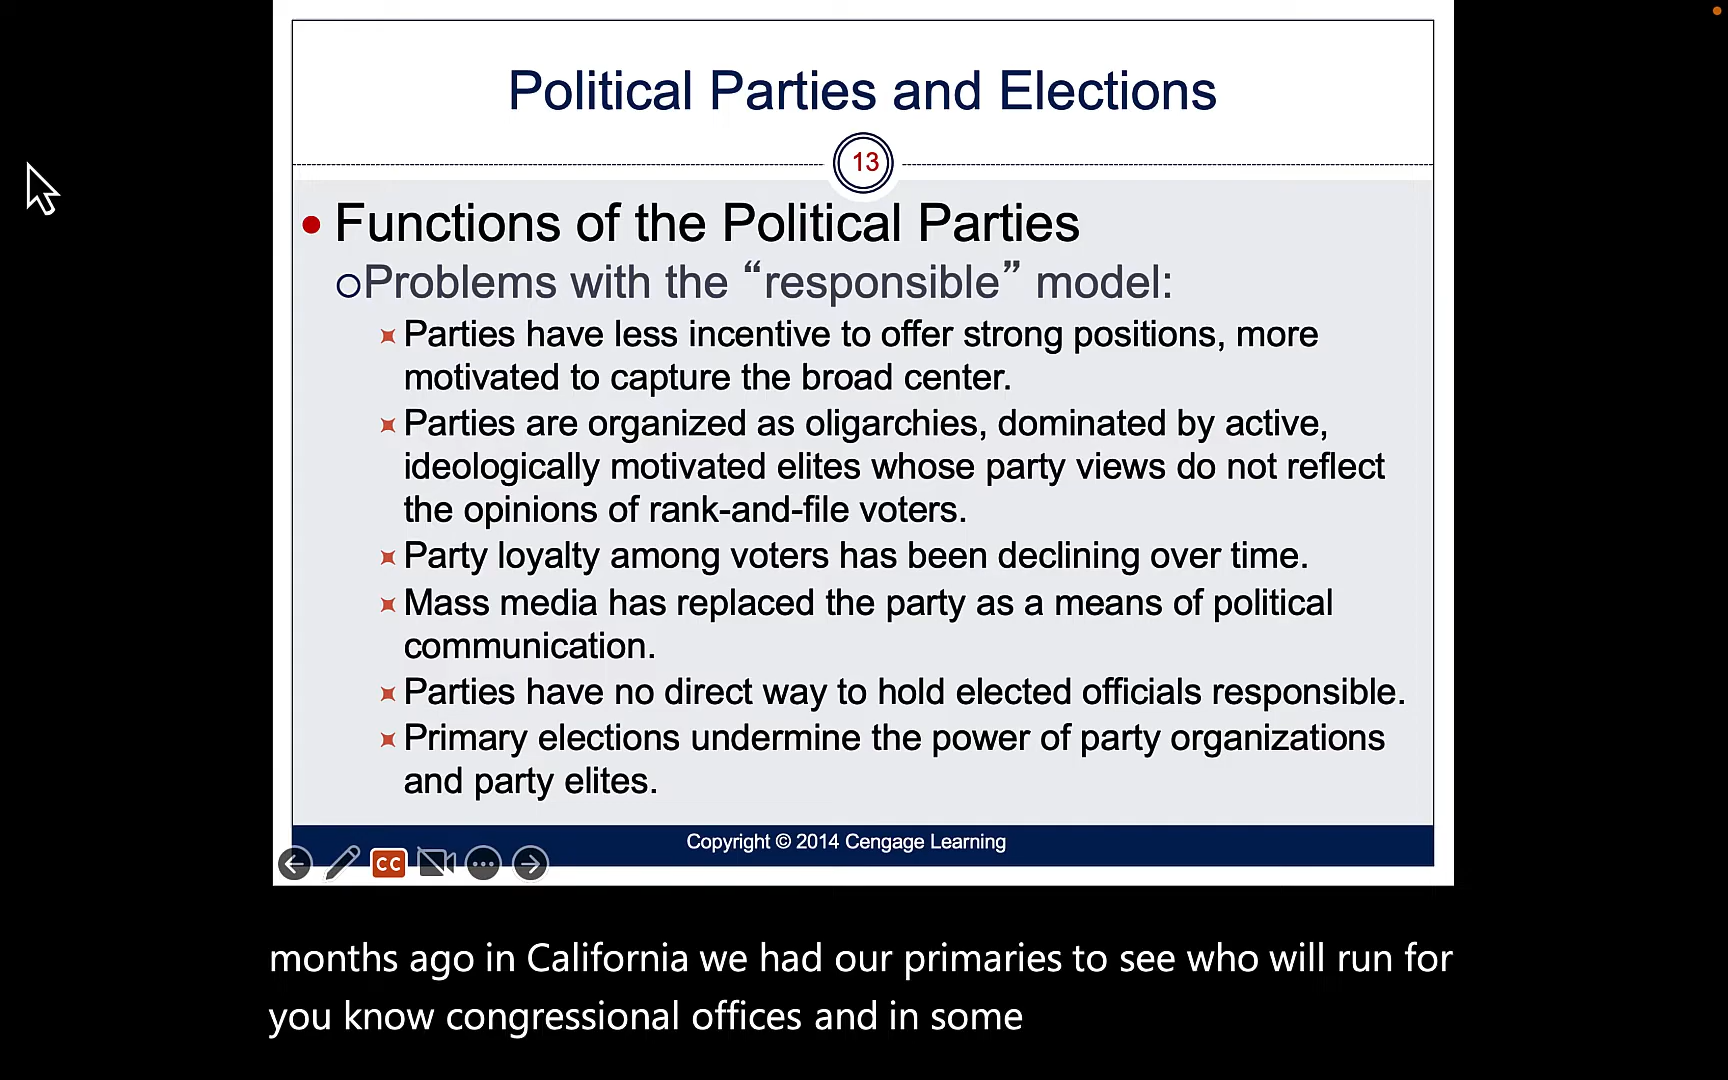 Political Parties and Elections
13
Functions of the Political Parties
Problems with the “responsible” model:
Parties have less incentive to offer strong positions, more
motivated to capture the broad center.
Parties are organized as oligarchies, dominated by active,
ideologically motivated elites whose party views do not reflect
the opinions of rank-and-file voters.
Party loyalty among voters has been declining over time.
Mass media has replaced the party as a means of political
communication.
Parties have no direct way to hold elected officials responsible.
Primary elections undermine the power of party organizations
and party elites.
Copyright © 2014 Cengage Learning
CC
months ago in California we had our primaries to see who will run for
you know congressional offices and in some